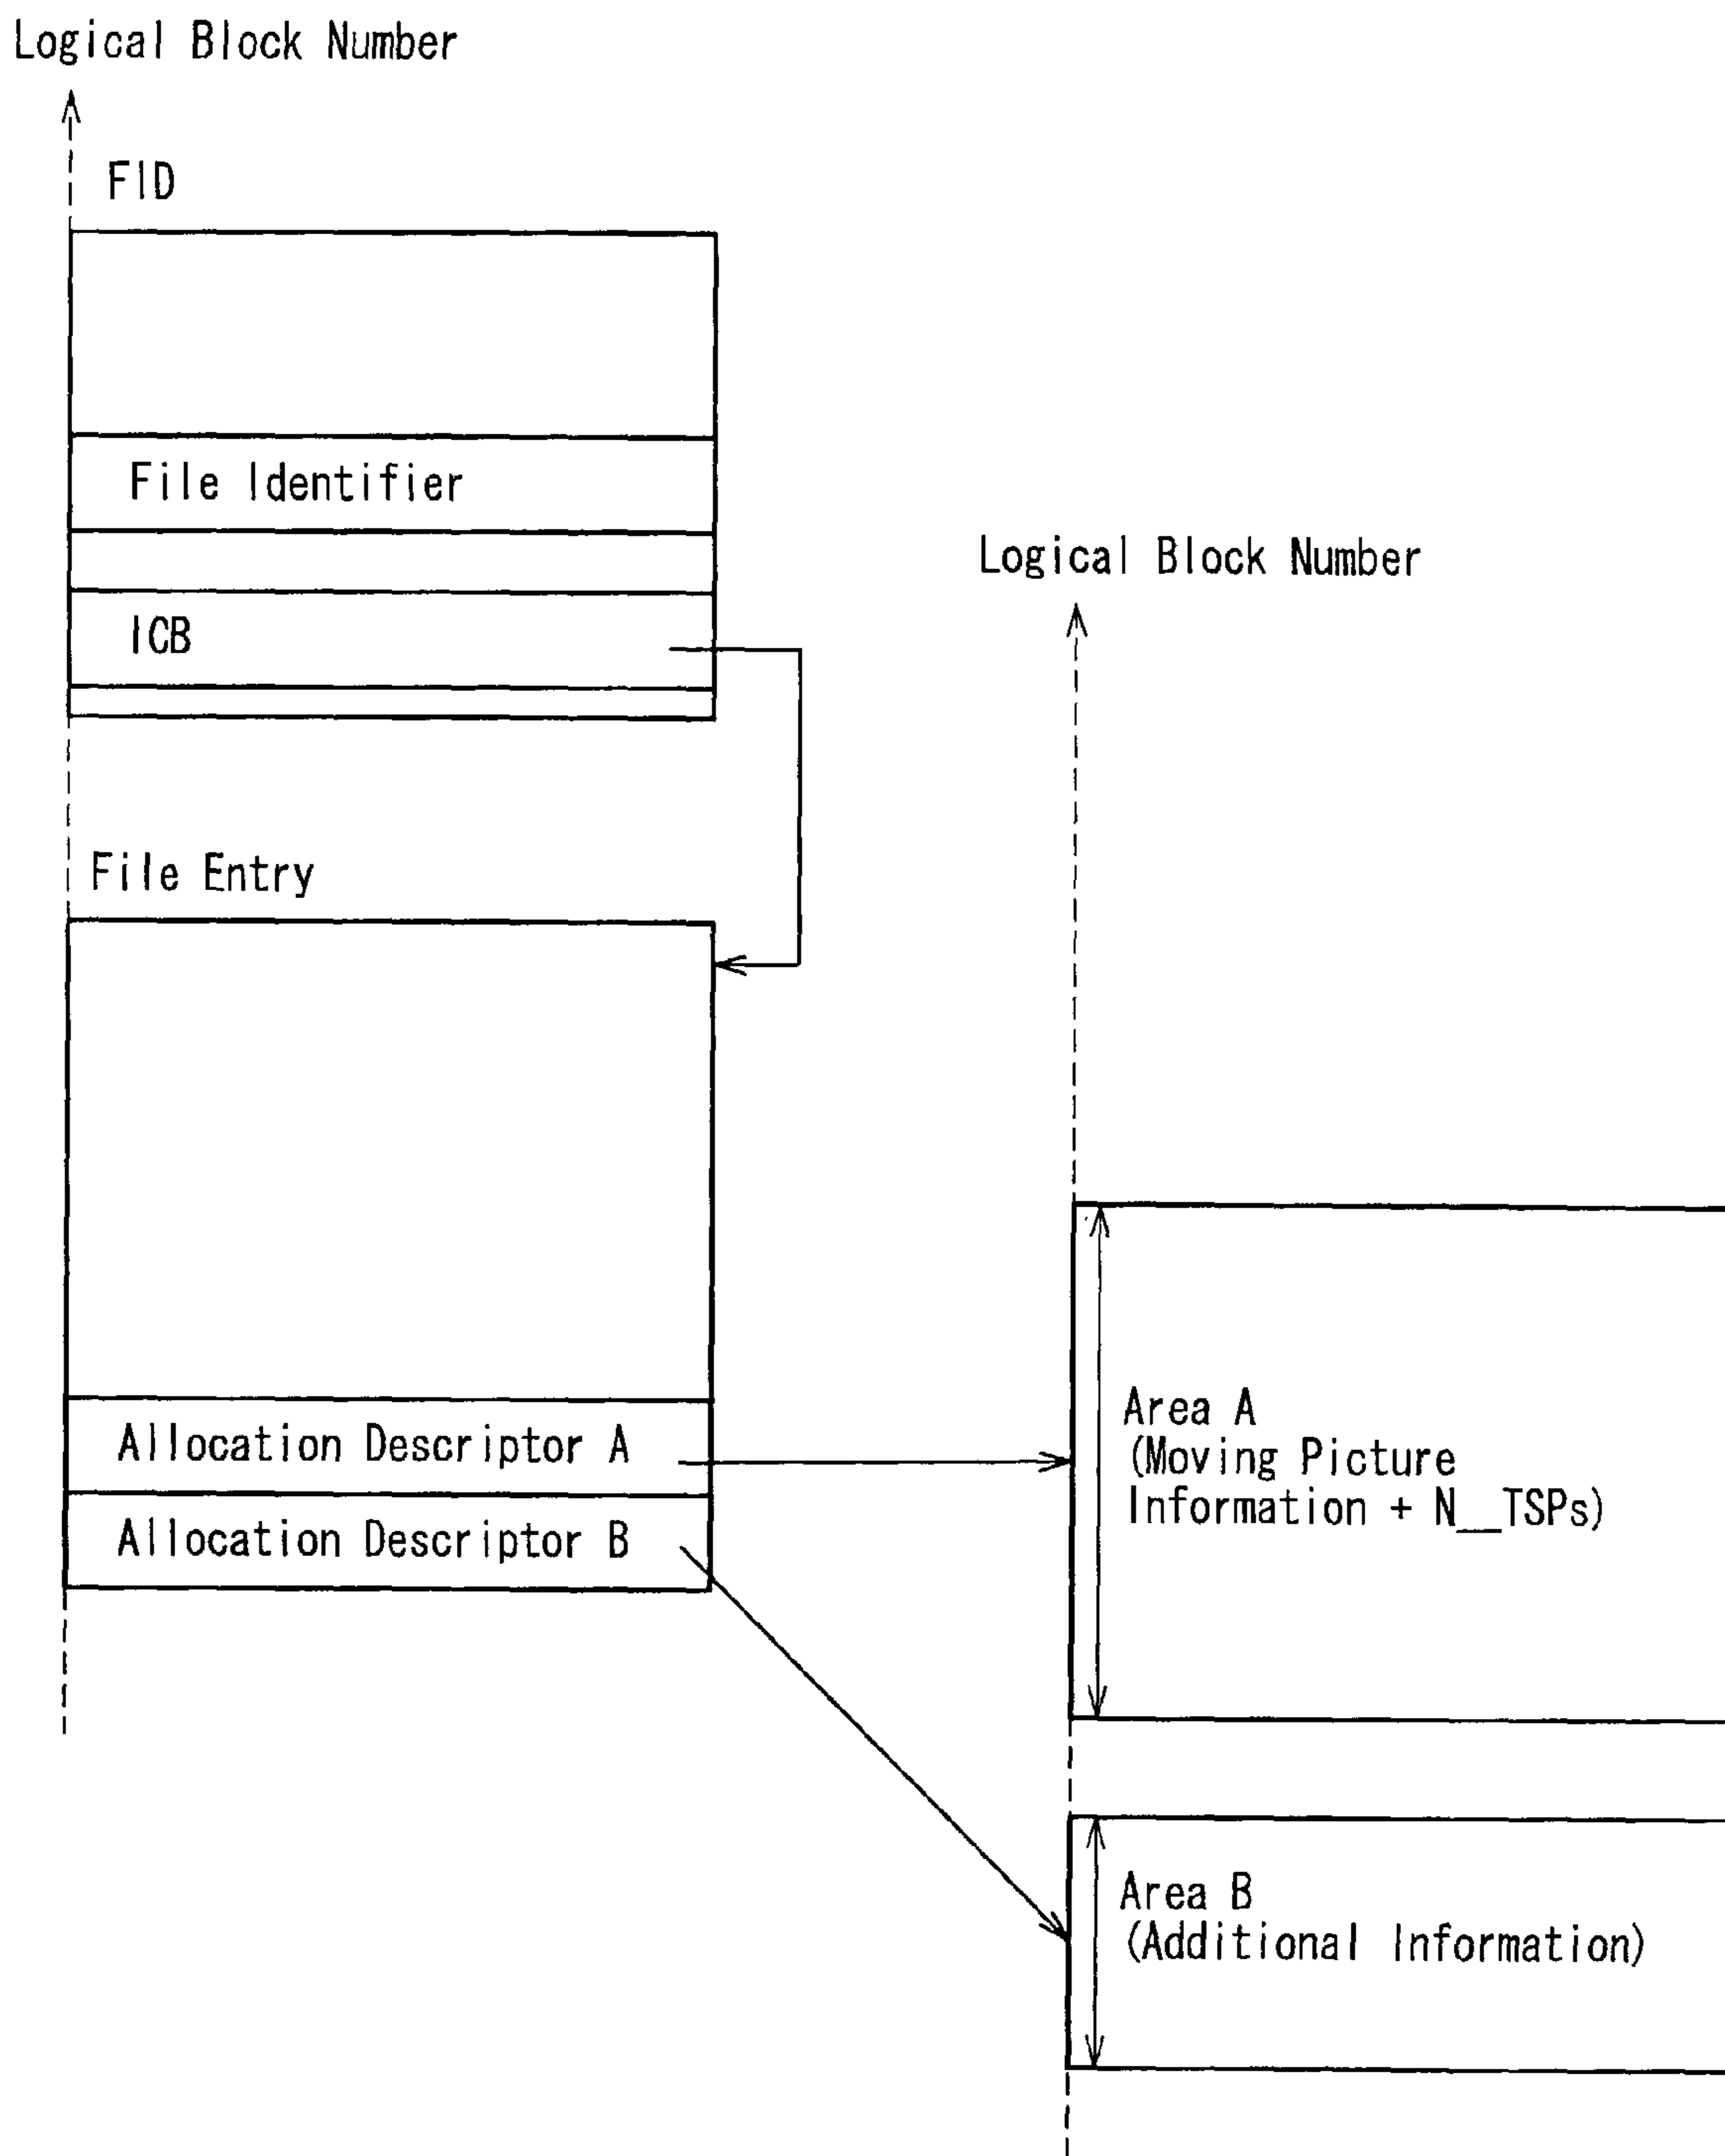 Logical Block Number
FID
File Identifier
ICB
File Entry
Allocation Descriptor A
Allocation Descriptor B
Logical Block Number
Area A
(Moving Picture
Information + N__TSPs)
Area B
(Additional Information)